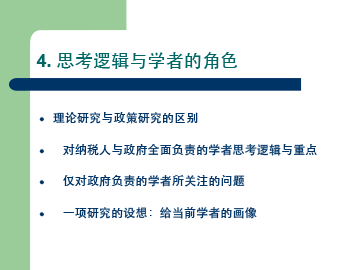 4. 思考逻辑与学者的角色
理论研究与政策研究的区别
对纳税人与政府全面负责的学者思考逻辑与重点
仅对政府负责的学者所关注的问题
一项研究的设想：给当前学者的画像